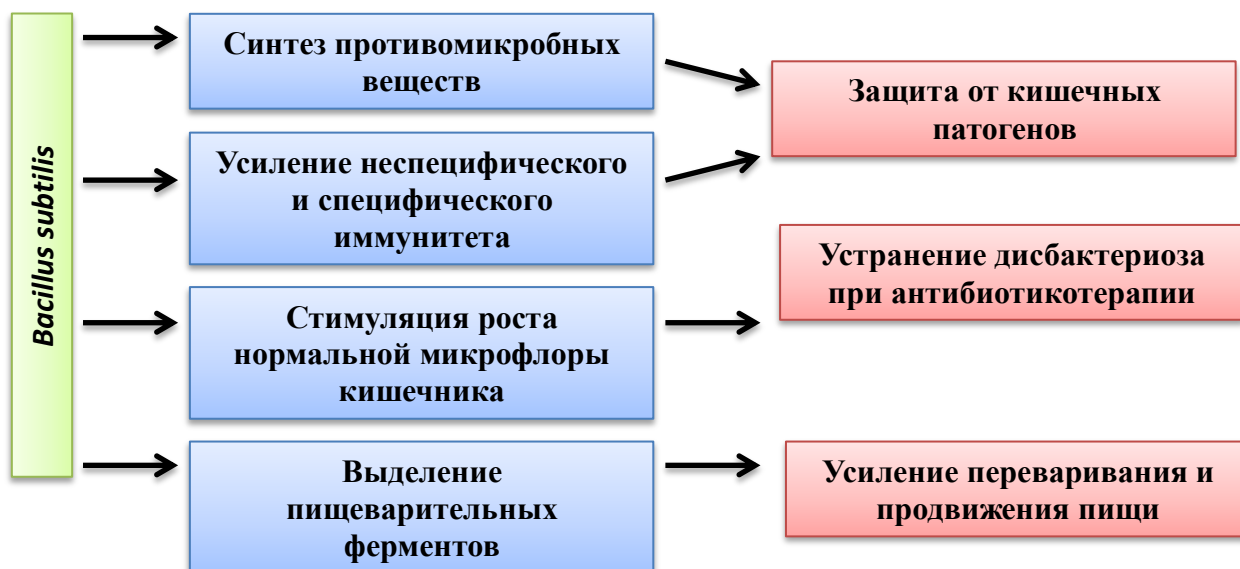 Bacillus subtilis
Синтез противомикробных
веществ
Усиление неспецифического
и специфического
иммунитета
Стимуляция роста
нормальной микрофлоры
кишечника
Выделение
пищеварительных
ферментов
Защита от кишечных
патогенов
Устранение дисбактериоза
при антибиотикотерапии
Усиление переваривания и
продвижения пищи